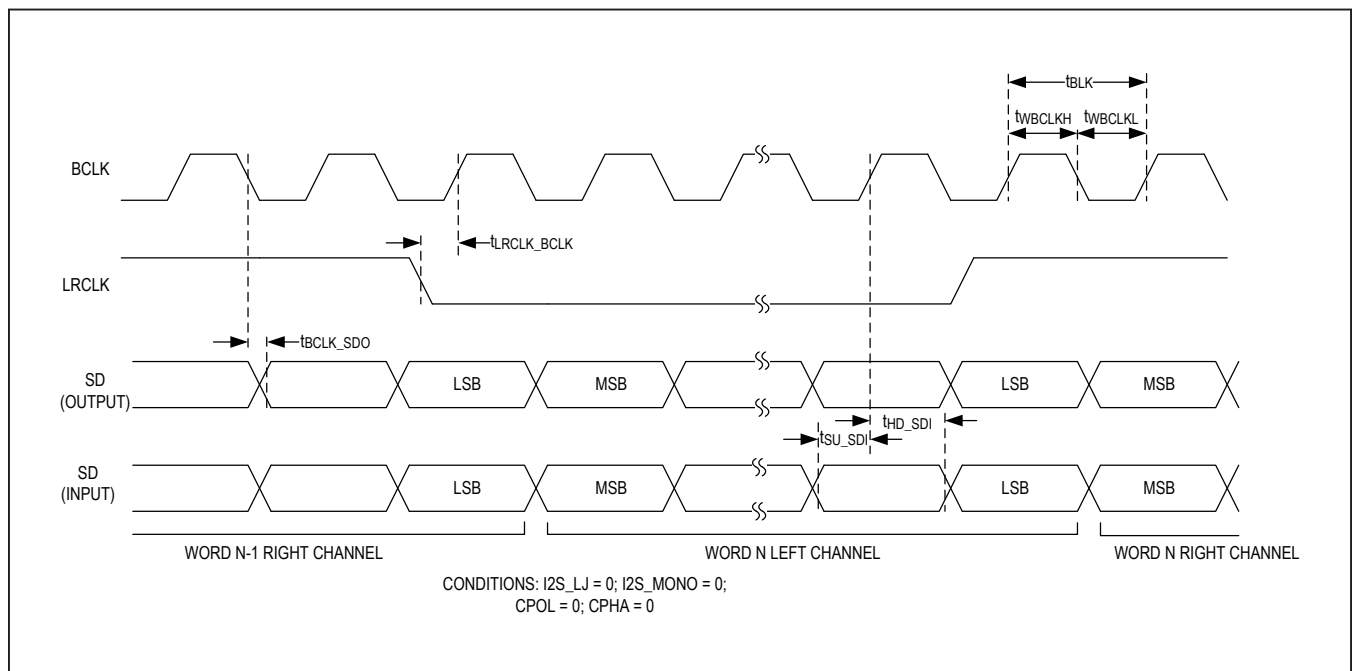 tBLK
tWBCLKH tWBCLKL
BCLK
tLRCLK_BCLK
LRCLK
tBCLK_SDO
SD
(OUTPUT)
LSB MSB LSB MSB
tHD_SDI
tSU_SDI
SD
(INPUT)
LSB MSB LSB MSB
WORD N-1 RIGHT CHANNEL WORD N LEFT CHANNEL WORD N RIGHT CHANNEL
CONDITIONS: I2S_LJ = 0; I2S_MONO = 0;
CPOL = 0; CPHA = 0